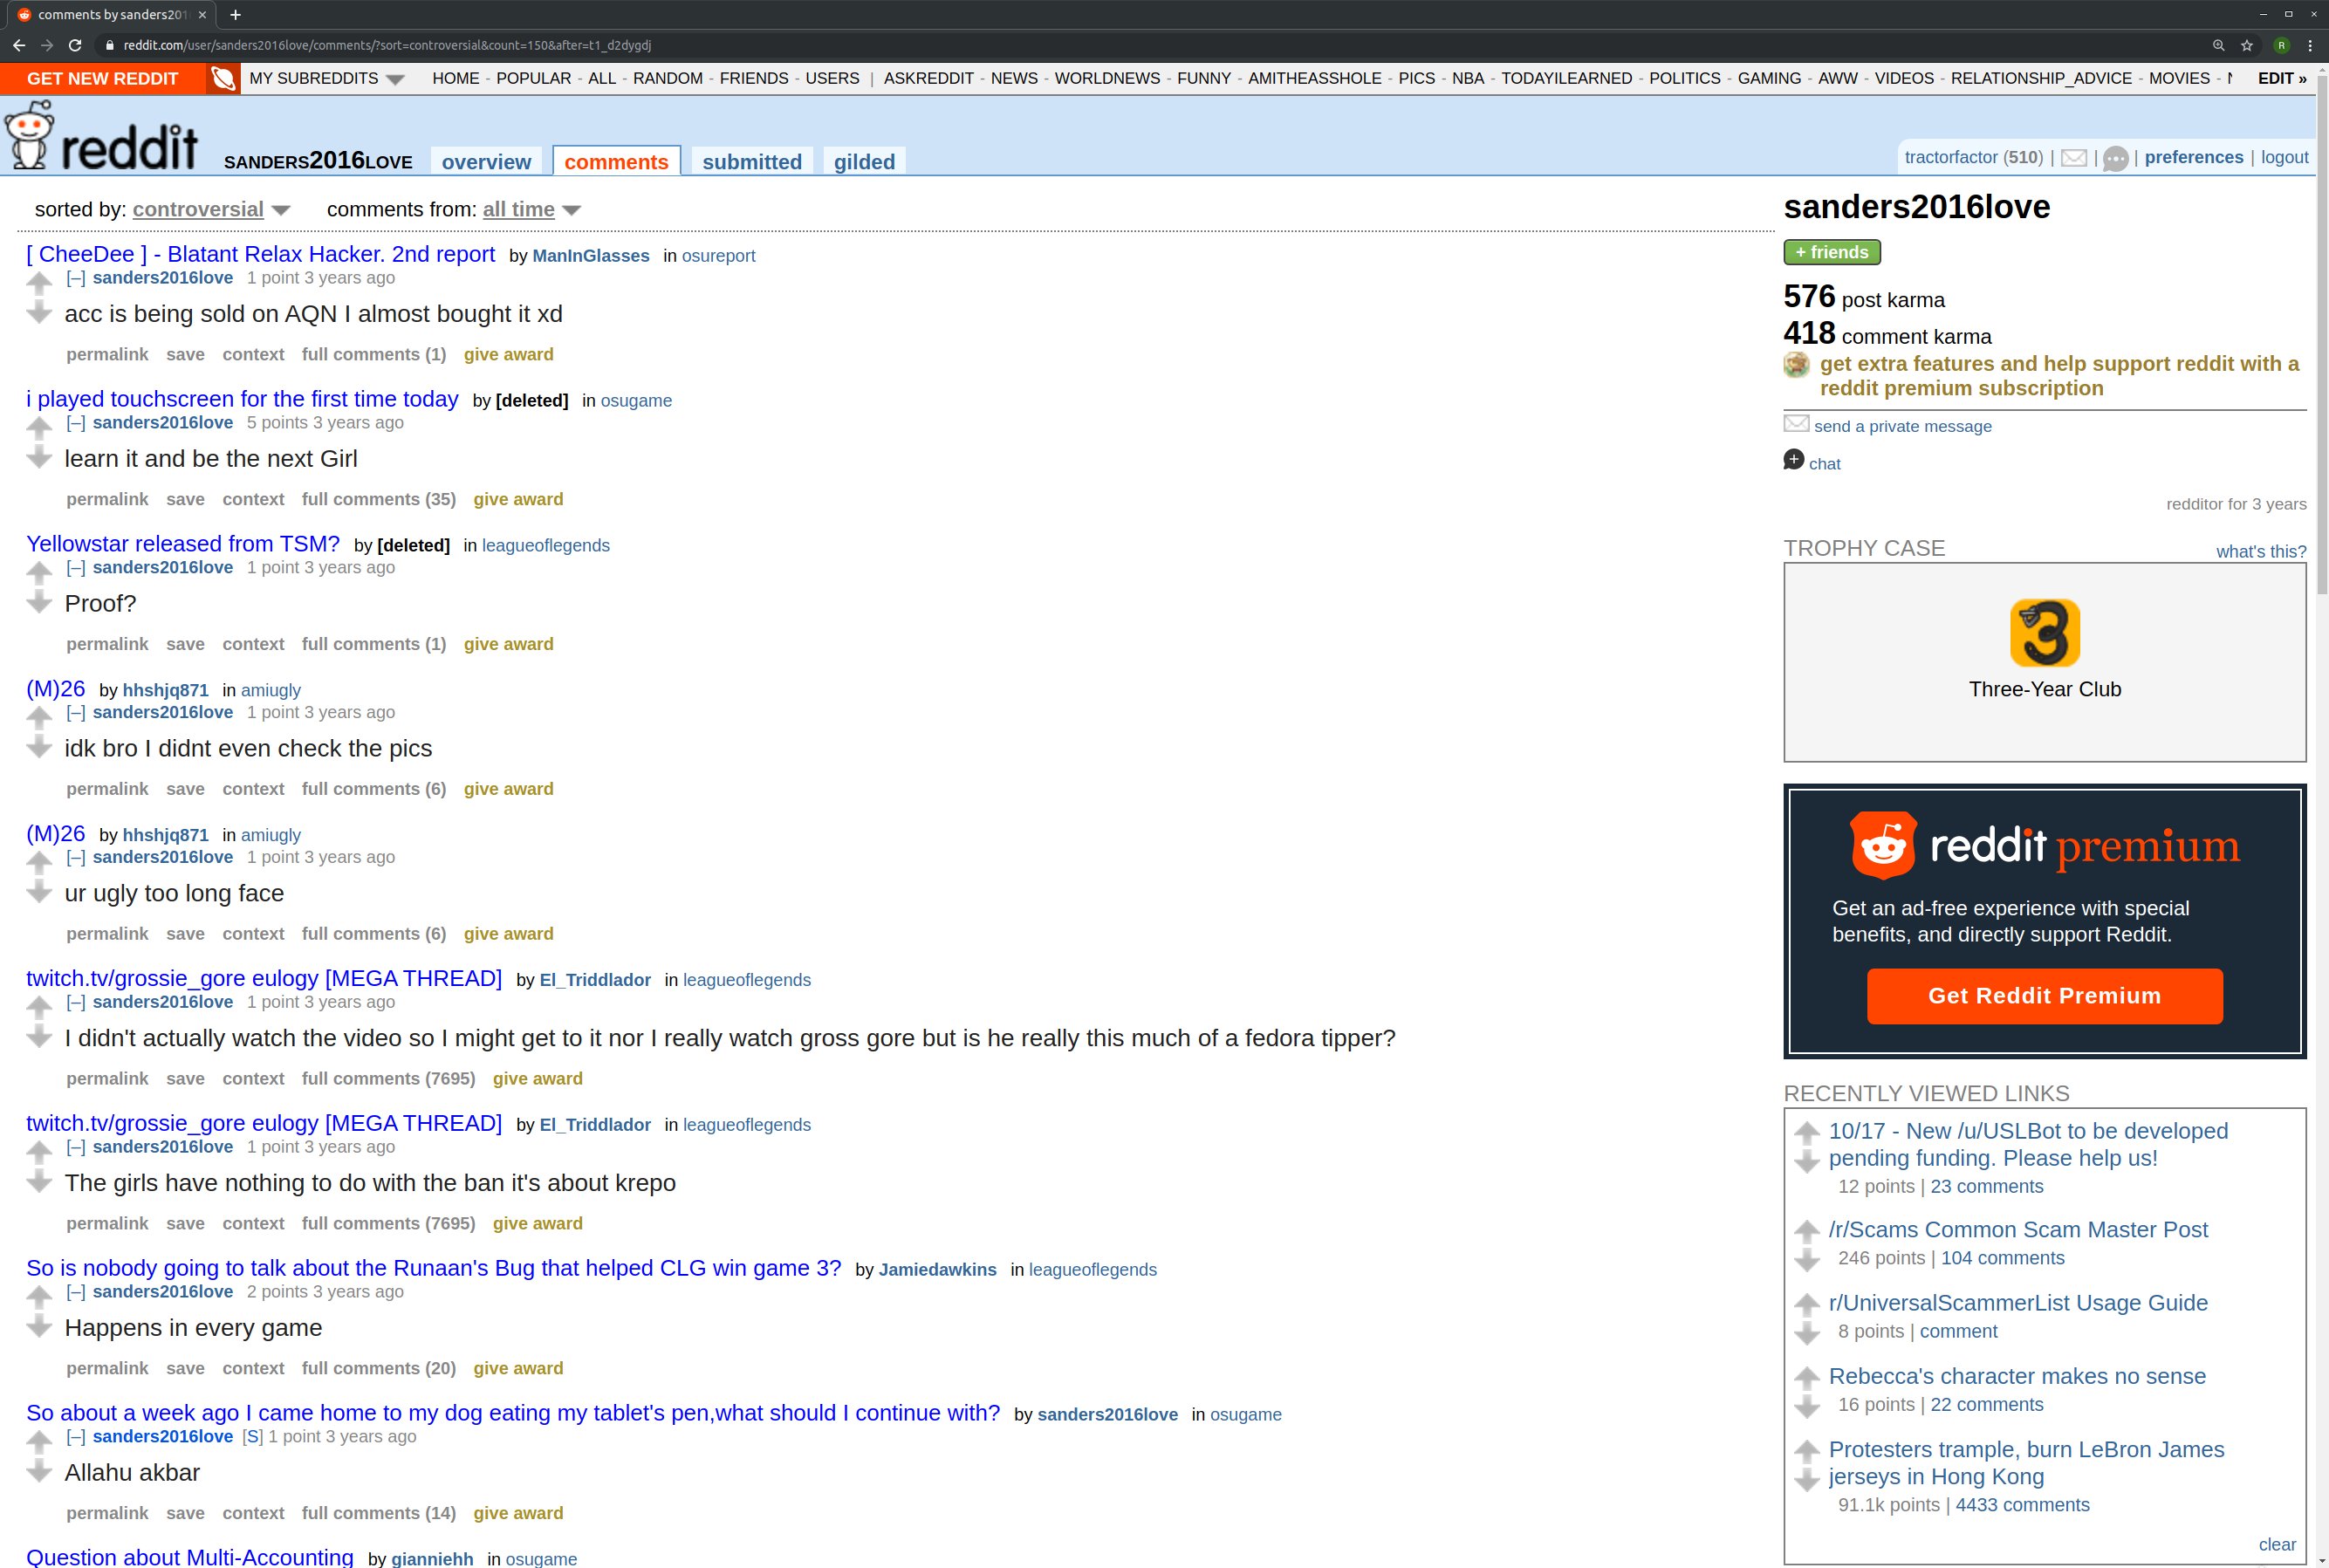 comments by sanders201
reddit.com/user/sanders2016love/comments/?sort=controversial&count=150&after=t1_d2dygdj
R
GET NEW REDDIT MY SUBREDDITS HOME - POPULAR - ALL - RANDOM - FRIENDS - USERS | ASKREDDIT - NEWS - WORLDNEWS - FUNNY - AMITHEASSHOLE - PICS - NBA - TODAYILEARNED - POLITICS - GAMING - AWW - VIDEOS - RELATIONSHIP_ADVICE - MOVIES - EDIT »
reddit SANDERS2016LOVE overview comments submitted gilded
tractorfactor (510) | | | preferences | logout
sorted by: controversial comments from: all time
[ CheeDee ] - Blatant Relax Hacker. 2nd report by ManInGlasses in osureport
[–] sanders2016love 1 point 3 years ago
acc is being sold on AQN I almost bought it xd
permalink save context full comments (1) give award
i played touchscreen for the first time today by [deleted] in osugame
[–] sanders2016love 5 points 3 years ago
learn it and be the next Girl
permalink save context full comments (35) give award
Yellowstar released from TSM? by [deleted] in leagueoflegends
[–] sanders2016love 1 point 3 years ago
Proof?
permalink save context full comments (1) give award
(M)26 by hhshjq871 in amiugly
[–] sanders2016love 1 point 3 years ago
idk bro I didnt even check the pics
permalink save context full comments (6) give award
(M)26 by hhshjq871 in amiugly
[–] sanders2016love 1 point 3 years ago
ur ugly too long face
permalink save context full comments (6) give award
twitch.tv/grossie_gore eulogy [MEGA THREAD] by El_Triddlador in leagueoflegends
[–] sanders2016love 1 point 3 years ago
I didn't actually watch the video so I might get to it nor I really watch gross gore but is he really this much of a fedora tipper?
permalink save context full comments (7695) give award
twitch.tv/grossie_gore eulogy [MEGA THREAD] by El_Triddlador in leagueoflegends
[–] sanders2016love 1 point 3 years ago
The girls have nothing to do with the ban it's about krepo
permalink save context full comments (7695) give award
So is nobody going to talk about the Runaan's Bug that helped CLG win game 3? by Jamiedawkins in leagueoflegends
[–] sanders2016love 2 points 3 years ago
Happens in every game
permalink save context full comments (20) give award
So about a week ago I came home to my dog eating my tablet's pen,what should I continue with? by sanders2016love in osugame
[–] sanders2016love [S] 1 point 3 years ago
Allahu akbar
permalink save context full comments (14) give award
Question about Multi-Accounting by gianniehh in osugame
sanders2016love
+ friends
576 post karma
418 comment karma
get extra features and help support reddit with a
reddit premium subscription
send a private message
chat
redditor for 3 years
TROPHY CASE what's this?
3
Three-Year Club
reddit premium
Get an ad-free experience with special
benefits, and directly support Reddit.
Get Reddit Premium
RECENTLY VIEWED LINKS
10/17 - New /u/USLBot to be developed
pending funding. Please help us!
12 points | 23 comments
/r/Scams Common Scam Master Post
246 points | 104 comments
r/UniversalScammerList Usage Guide
8 points | comment
Rebecca's character makes no sense
16 points | 22 comments
Protesters trample, burn LeBron James
jerseys in Hong Kong
91.1k points | 4433 comments
clear